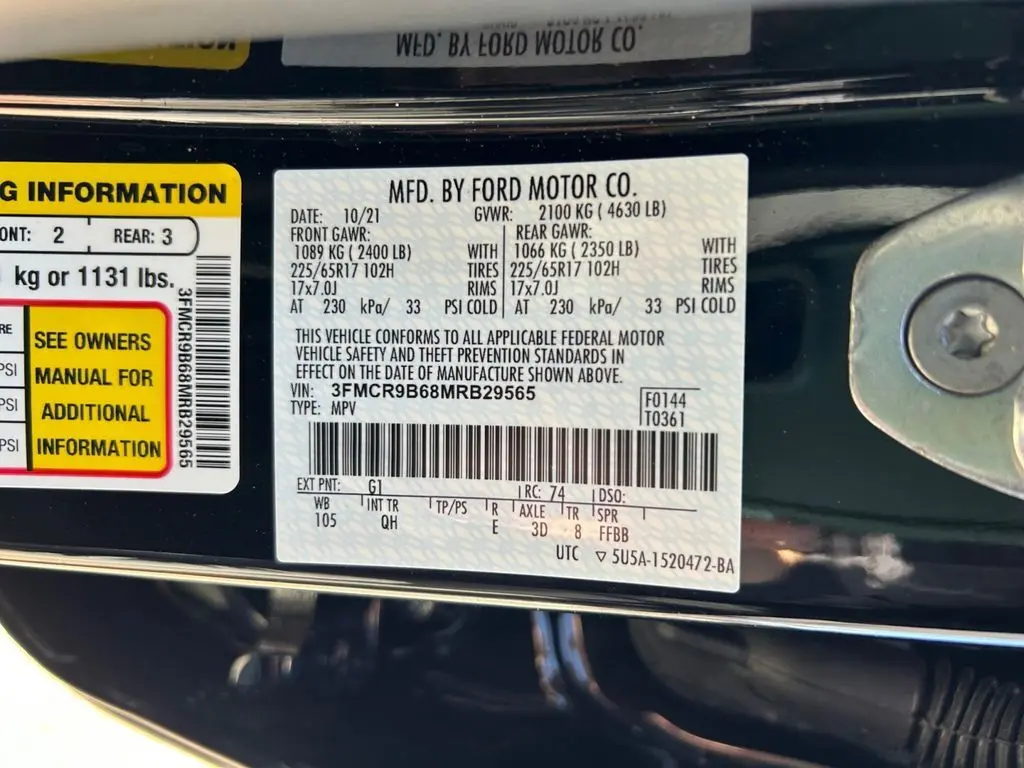 MFD. BY FORD MOTOR CO.
G INFORMATION
ONT: 2 REAR: 3
kg or 1131 lbs.
RE
PSI
PSI
PSI
SEE OWNERS
MANUAL FOR
ADDITIONAL
INFORMATION
3FMCR9B68MRB29565
MFD. BY FORD MOTOR CO.
DATE: 10/21 GVWR: 2100 KG ( 4630 LB)
FRONT GAWR: REAR GAWR:
1089 KG ( 2400 LB) WITH 1066 KG ( 2350 LB) WITH
225/65R17 102H TIRES 225/65R17 102H TIRES
17x7.0J RIMS 17x7.0J RIMS
AT 230 kPa/ 33 PSI COLD AT 230 kPa/ 33 PSI COLD
THIS VEHICLE CONFORMS TO ALL APPLICABLE FEDERAL MOTOR
VEHICLE SAFETY AND THEFT PREVENTION STANDARDS IN
EFFECT ON THE DATE OF MANUFACTURE SHOWN ABOVE.
VIN: 3FMCR9B68MRB29565
TYPE: MPV
F0144
T0361
EXT PNT: G1 RC: 74 DSO:
WB INT TR TP/PS R AXLE TR SPR
105 QH E 3D 8 FFBB
UTC ▽ 5U5A-1520472-BA